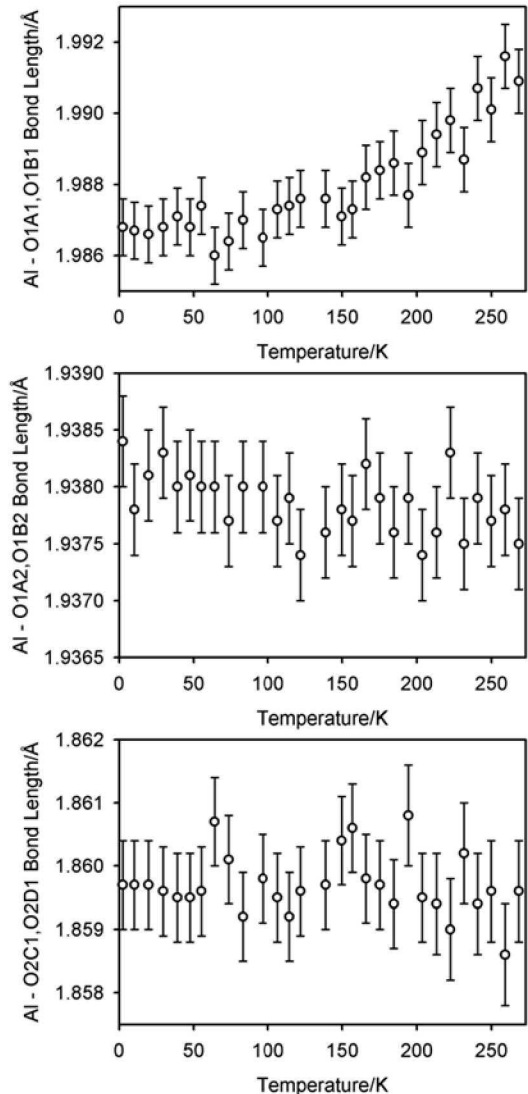 Al - O1A1,O1B1 Bond Length/Å
1.992
1.990
1.988
1.986
0 50 100 150 200 250
Temperature/K
Al - O1A2,O1B2 Bond Length/Å
1.9390
1.9385
1.9380
1.9375
1.9370
1.9365
0 50 100 150 200 250
Temperature/K
Al - O2C1,O2D1 Bond Length/Å
1.862
1.861
1.860
1.859
1.858
0 50 100 150 200 250
Temperature/K